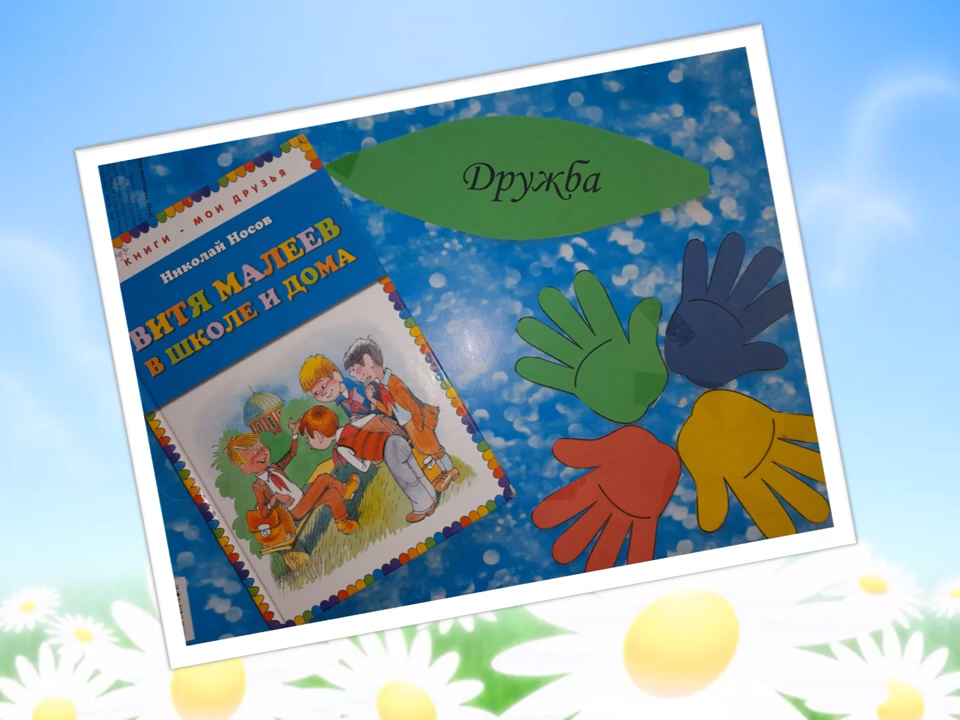 КНИГИ - МОИ ДРУЗЬЯ
Николай Носов
ВИТЯ МАЛЕЕВ
В ШКОЛЕ И ДОМА
Дружба